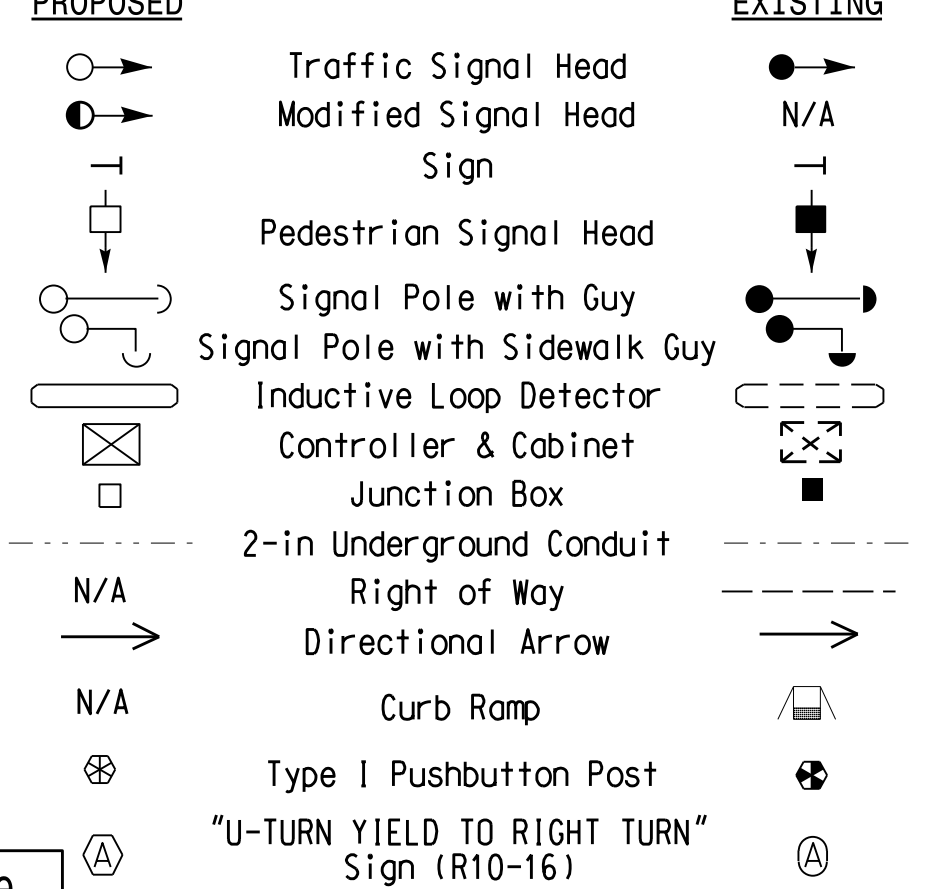 PROPOSED EXISTING
Traffic Signal Head
Modified Signal Head N/A
Sign
Pedestrian Signal Head
Signal Pole with Guy
Signal Pole with Sidewalk Guy
Inductive Loop Detector
Controller & Cabinet
Junction Box
2-in Underground Conduit
N/A Right of Way
Directional Arrow
N/A Curb Ramp
Type I Pushbutton Post
"U-TURN YIELD TO RIGHT TURN"
A Sign (R10-16) A